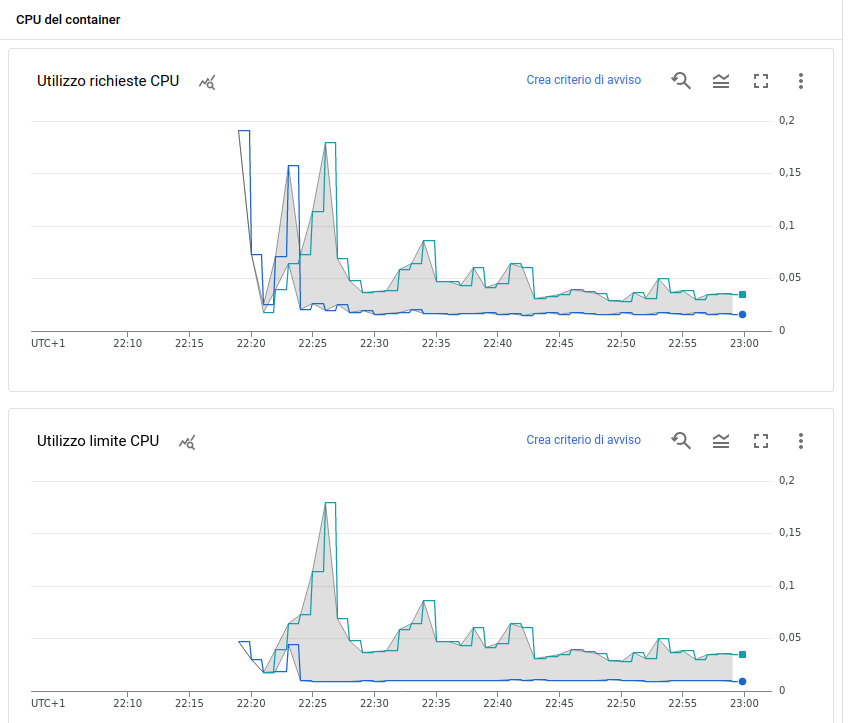 CPU del container
Utilizzo richieste CPU
Crea criterio di avviso
0,2
0,15
0,1
0,05
0
UTC+1 22:10 22:15 22:20 22:25 22:30 22:35 22:40 22:45 22:50 22:55 23:00
Utilizzo limite CPU
Crea criterio di avviso
0,2
0,15
0,1
0,05
0
UTC+1 22:10 22:15 22:20 22:25 22:30 22:35 22:40 22:45 22:50 22:55 23:00